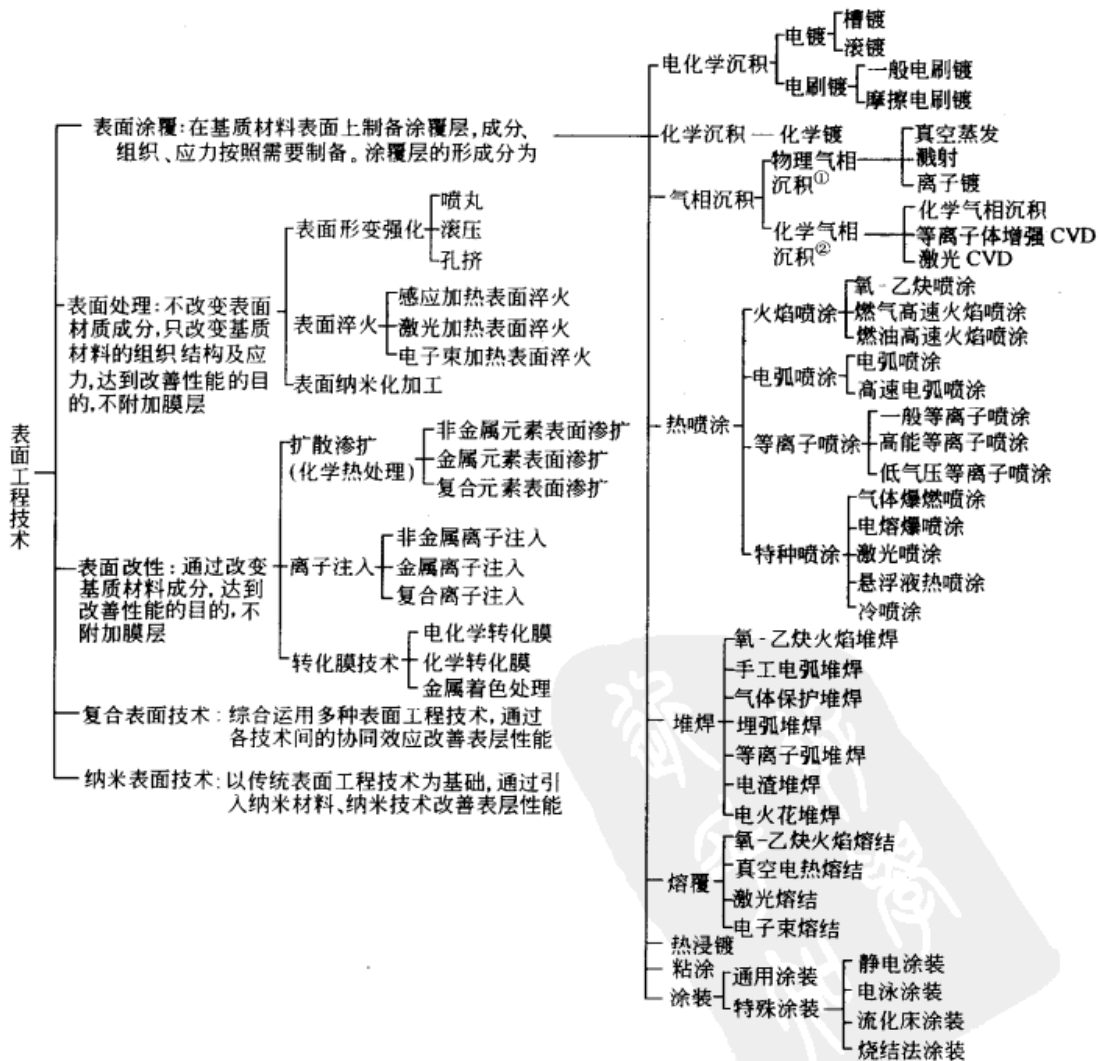 表面工程技术
表面涂覆:在基质材料表面上制备涂覆层,成分、
组织、应力按照需要制备。涂覆层的形成分为
电化学沉积
电镀
槽镀
滚镀
电刷镀
一般电刷镀
摩擦电刷镀
化学沉积
化学镀
气相沉积
物理气相
沉积①
真空蒸发
溅射
离子镀
化学气相
沉积②
化学气相沉积
等离子体增强 CVD
激光 CVD
热喷涂
火焰喷涂
氧-乙炔喷涂
燃气高速火焰喷涂
燃油高速火焰喷涂
电弧喷涂
电弧喷涂
高速电弧喷涂
等离子喷涂
一般等离子喷涂
高能等离子喷涂
低气压等离子喷涂
特种喷涂
气体爆燃喷涂
电熔爆喷涂
激光喷涂
悬浮液热喷涂
冷喷涂
堆焊
氧-乙炔火焰堆焊
手工电弧堆焊
气体保护堆焊
埋弧堆焊
等离子弧堆焊
电渣堆焊
电火花堆焊
熔覆
氧-乙炔火焰熔结
真空电热熔结
激光熔结
电子束熔结
热浸镀
粘涂
涂装
通用涂装
特殊涂装
静电涂装
电泳涂装
流化床涂装
烧结法涂装
表面处理:不改变表面
材质成分,只改变基质
材料的组织结构及应
力,达到改善性能的目
的,不附加膜层
表面形变强化
喷丸
滚压
孔挤
表面淬火
感应加热表面淬火
激光加热表面淬火
电子束加热表面淬火
表面纳米化加工
表面改性:通过改变
基质材料成分,达到
改善性能的目的,不
附加膜层
扩散渗扩
(化学热处理)
非金属元素表面渗扩
金属元素表面渗扩
复合元素表面渗扩
离子注入
非金属离子注入
金属离子注入
复合离子注入
转化膜技术
电化学转化膜
化学转化膜
金属着色处理
复合表面技术:综合运用多种表面工程技术,通过
各技术间的协同效应改善表层性能
纳米表面技术:以传统表面工程技术为基础,通过引
入纳米材料、纳米技术改善表层性能